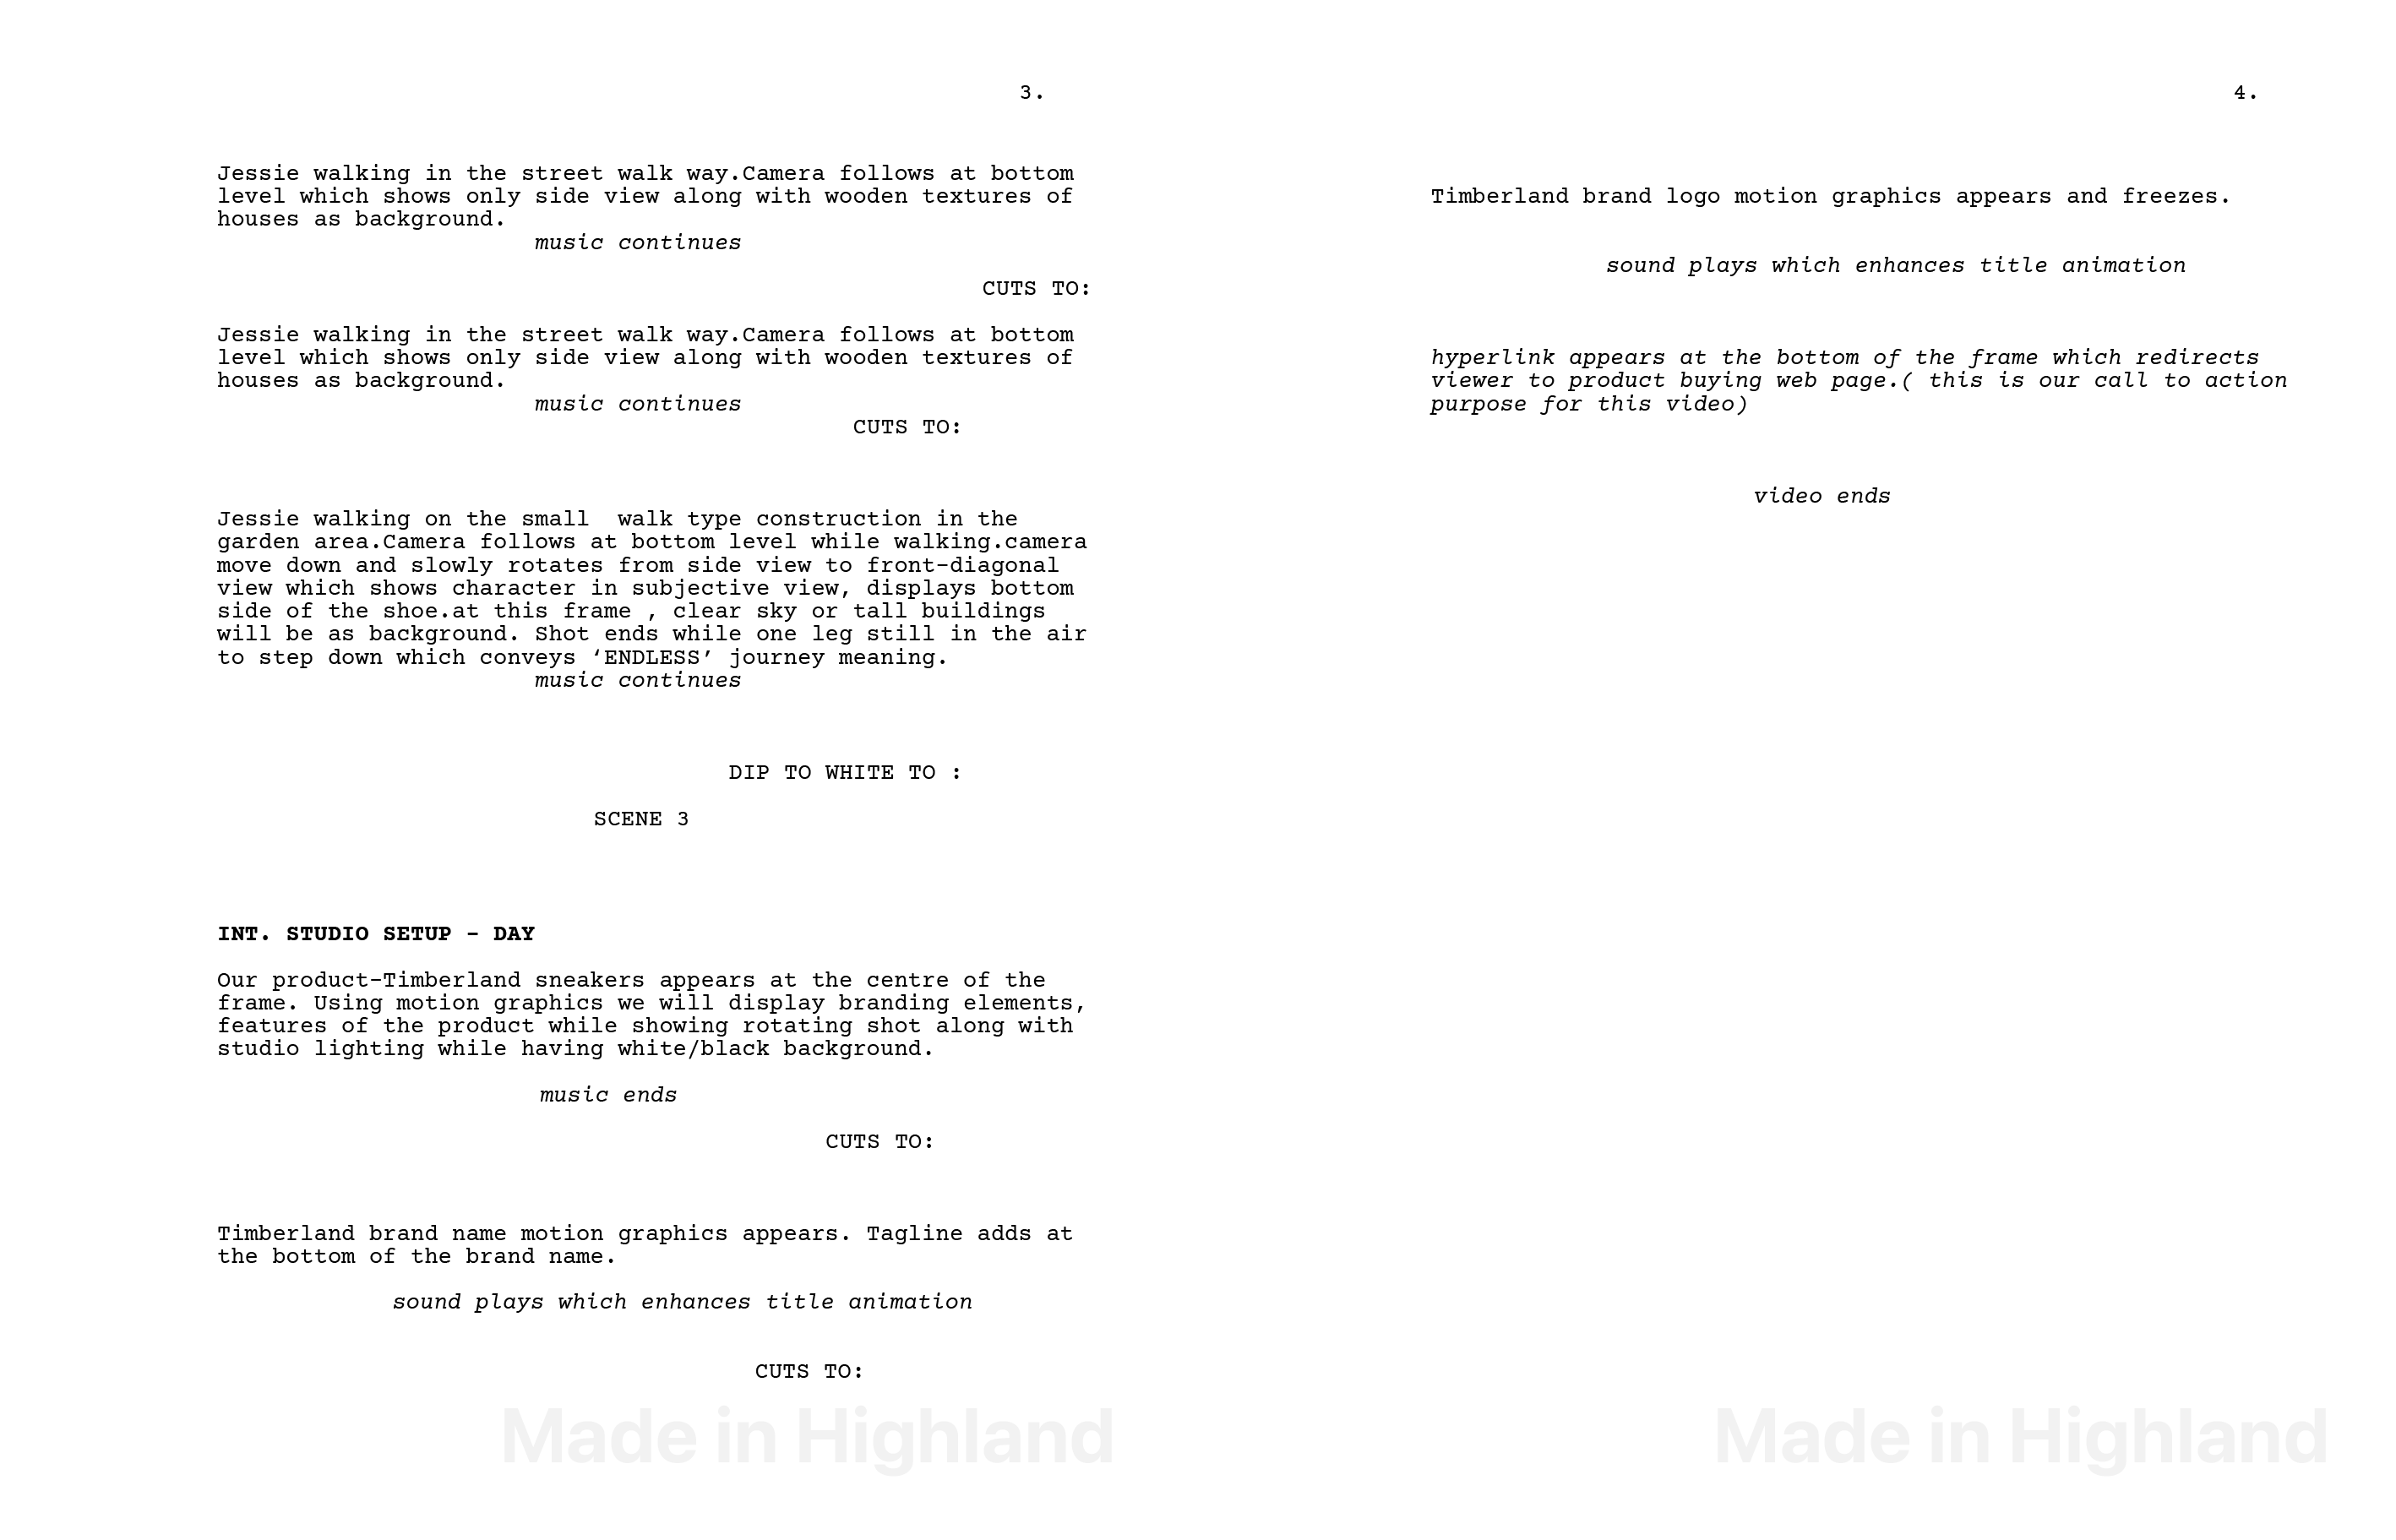 3.
Jessie walking in the street walk way.Camera follows at bottom
level which shows only side view along with wooden textures of
houses as background.
music continues
CUTS TO:
Jessie walking in the street walk way.Camera follows at bottom
level which shows only side view along with wooden textures of
houses as background.
music continues
CUTS TO:
Jessie walking on the small  walk type construction in the
garden area.Camera follows at bottom level while walking.camera
move down and slowly rotates from side view to front-diagonal
view which shows character in subjective view, displays bottom
side of the shoe.at this frame , clear sky or tall buildings
will be as background. Shot ends while one leg still in the air
to step down which conveys ‘ENDLESS’ journey meaning.
music continues
DIP TO WHITE TO :
SCENE 3
INT. STUDIO SETUP - DAY
Our product-Timberland sneakers appears at the centre of the
frame. Using motion graphics we will display branding elements,
features of the product while showing rotating shot along with
studio lighting while having white/black background.
music ends
CUTS TO:
Timberland brand name motion graphics appears. Tagline adds at
the bottom of the brand name.
sound plays which enhances title animation
CUTS TO:
Made in Highland
4.
Timberland brand logo motion graphics appears and freezes.
sound plays which enhances title animation
hyperlink appears at the bottom of the frame which redirects
viewer to product buying web page.( this is our call to action
purpose for this video)
video ends
Made in Highland